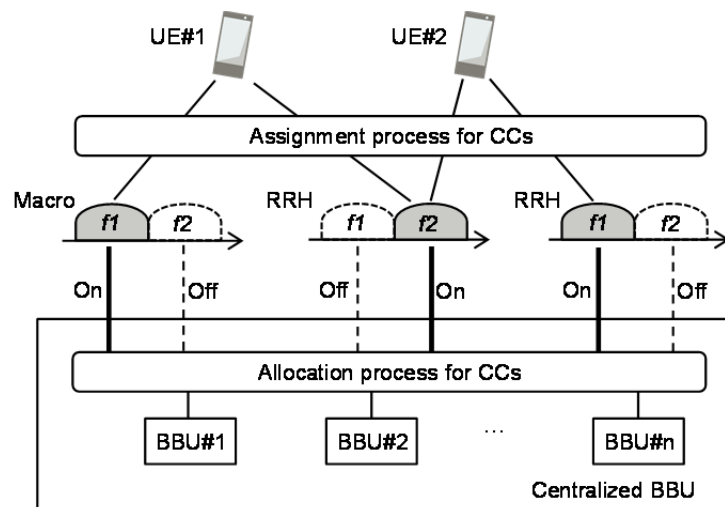 UE#1
UE#2
Assignment process for CCs
Macro
f1
f2
RRH
f1
f2
RRH
f1
f2
On
Off
Off
On
On
Off
Allocation process for CCs
BBU#1
BBU#2
...
BBU#n
Centralized BBU